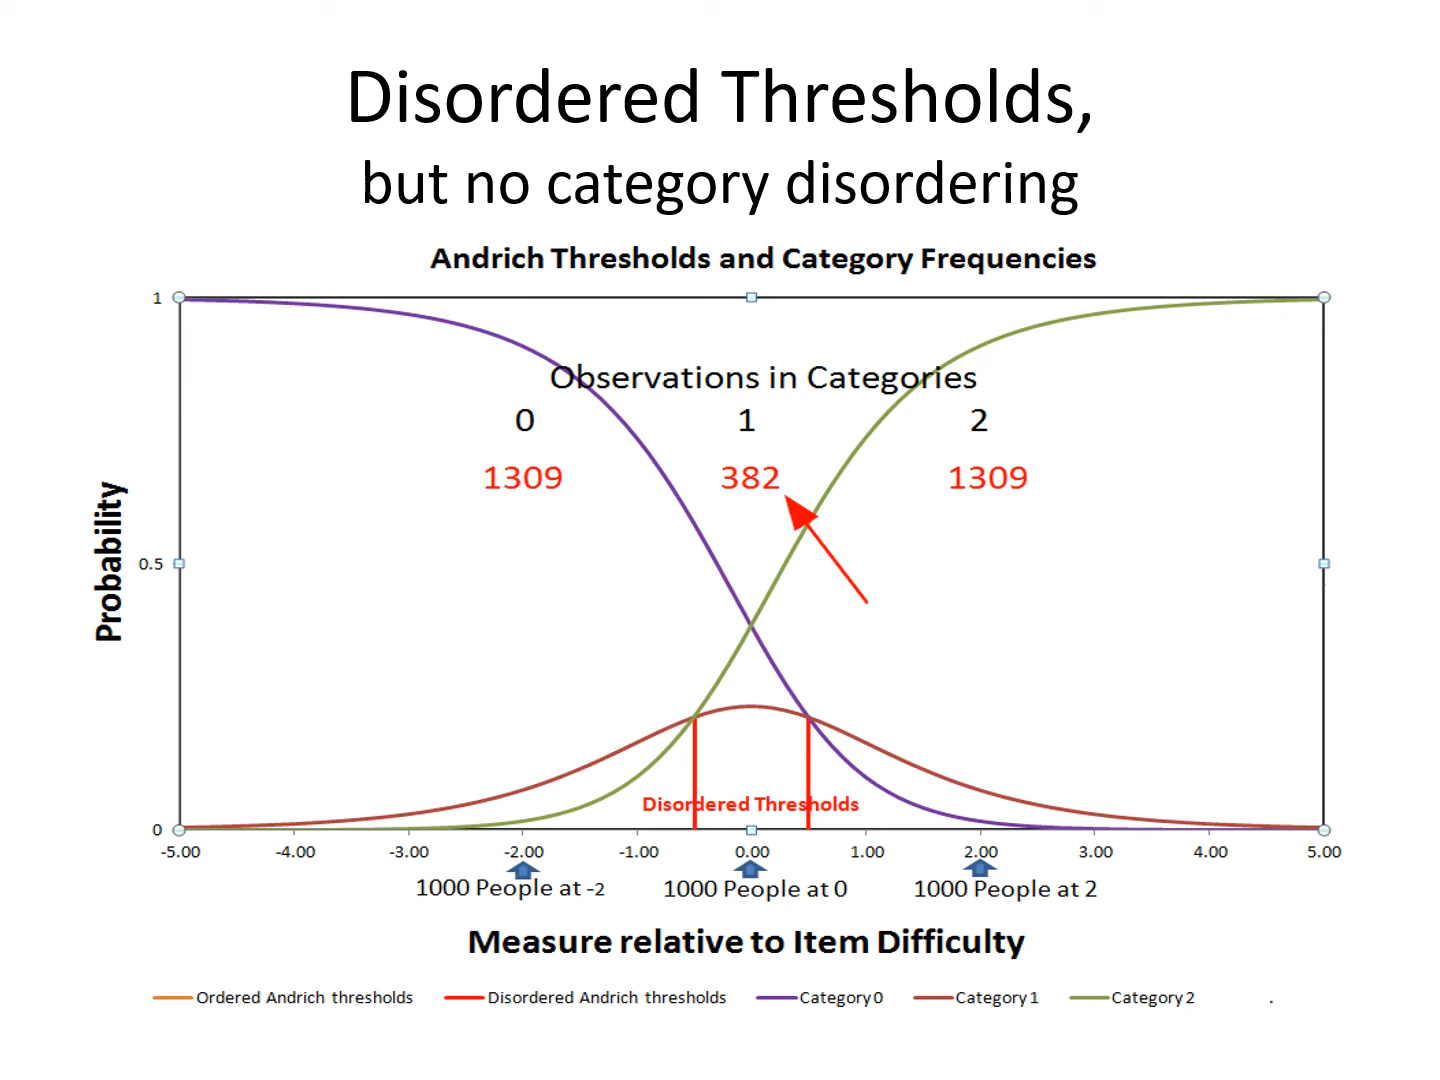 Disordered Thresholds,
but no category disordering
Andrich Thresholds and Category Frequencies
1
Observations in Categories
0 1 2
1309 382 1309
Probability
0.5
Disordered Thresholds
0
-5.00 -4.00 -3.00 -2.00 -1.00 0.00 1.00 2.00 3.00 4.00 5.00
1000 People at -2 1000 People at 0 1000 People at 2
Measure relative to Item Difficulty
Ordered Andrich thresholds Disordered Andrich thresholds Category 0 Category 1 Category 2 .